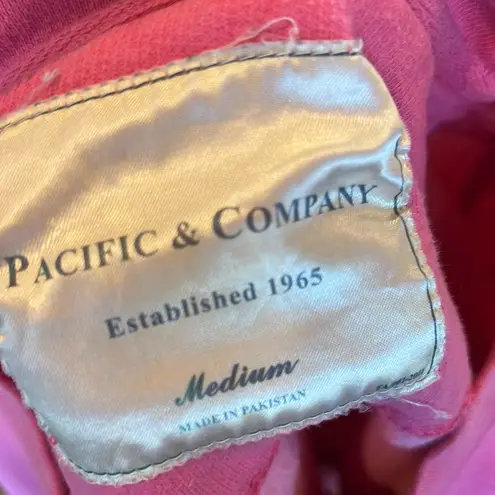 PACIFIC & COMPANY
Established 1965
Medium
MADE IN PAKISTAN